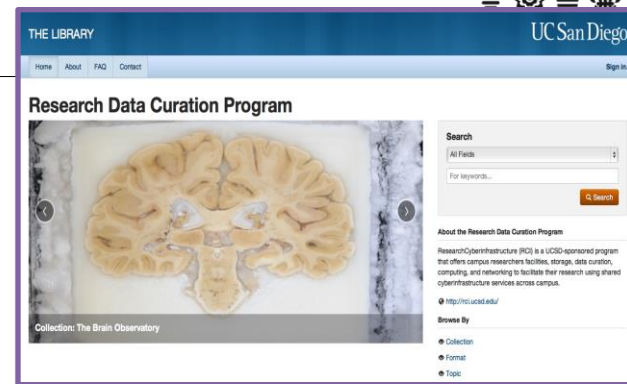 THE LIBRARY
UC San Diego
Home About FAQ Contact
Sign in
Research Data Curation Program
Collection: The Brain Observatory
Search
All Fields
For keywords...
Search
About the Research Data Curation Program
ResearchCyberinfrastructure (RCI) is a UCSD-sponsored program
that offers campus researchers facilities, storage, data curation,
computing, and networking to facilitate their research using shared
cyberinfrastructure services across campus.
http://rci.ucsd.edu/
Browse By
Collection
Format
Topic